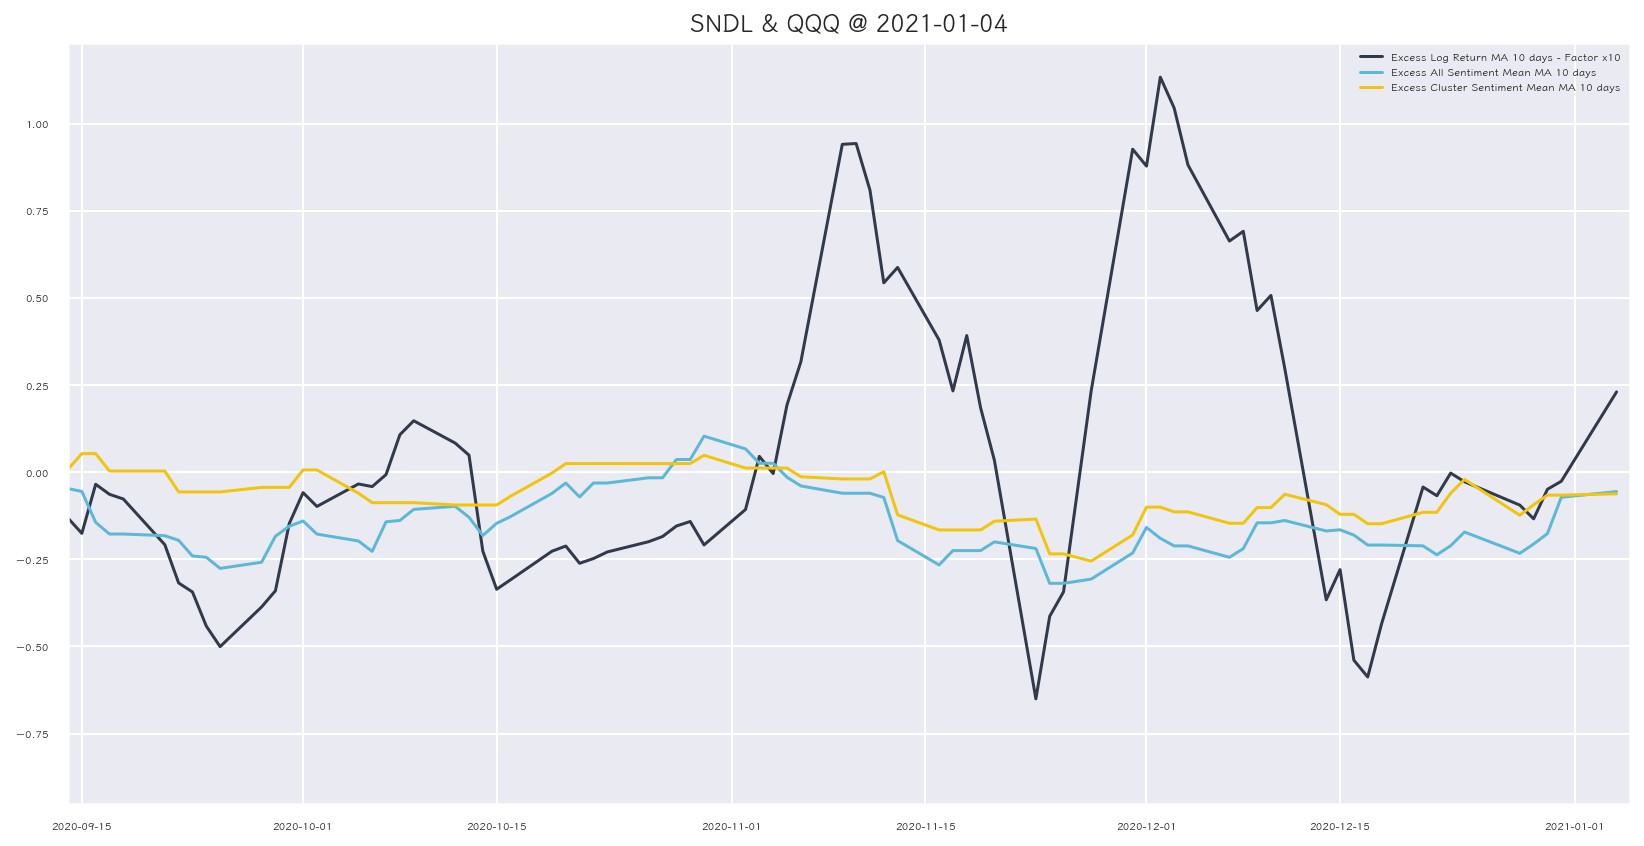 SNDL & QQQ @ 2021-01-04
Excess Log Return MA 10 days - Factor x10
Excess All Sentiment Mean MA 10 days
Excess Cluster Sentiment Mean MA 10 days
1.00
0.75
0.50
0.25
0.00
−0.25
−0.50
−0.75
2020-09-15 2020-10-01 2020-10-15 2020-11-01 2020-11-15 2020-12-01 2020-12-15 2021-01-01